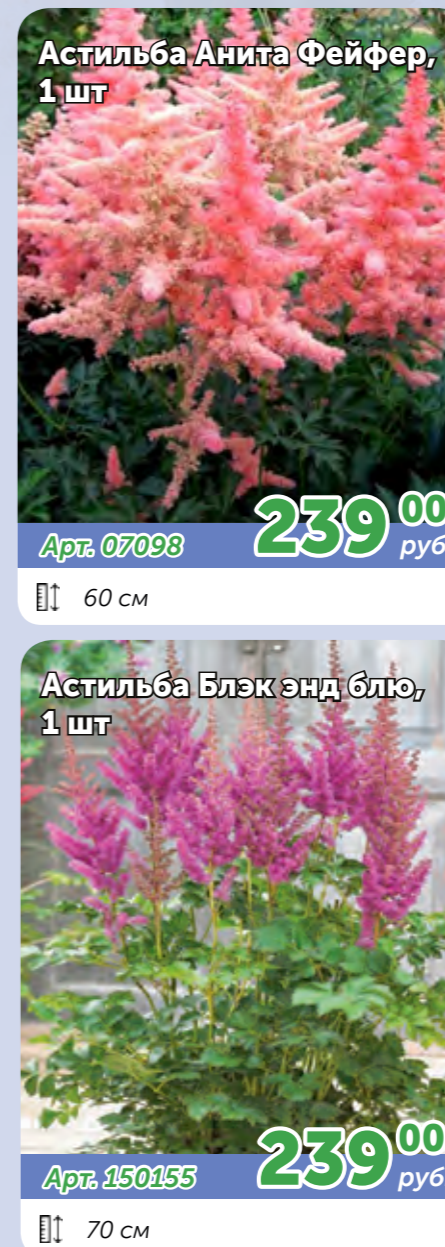 Астильба Анита Фейфер,
1 шт
Арт. 07098 239 00 руб
60 см
Астильба Блэк энд блю,
1 шт
Арт. 150155 239 00 руб
70 см